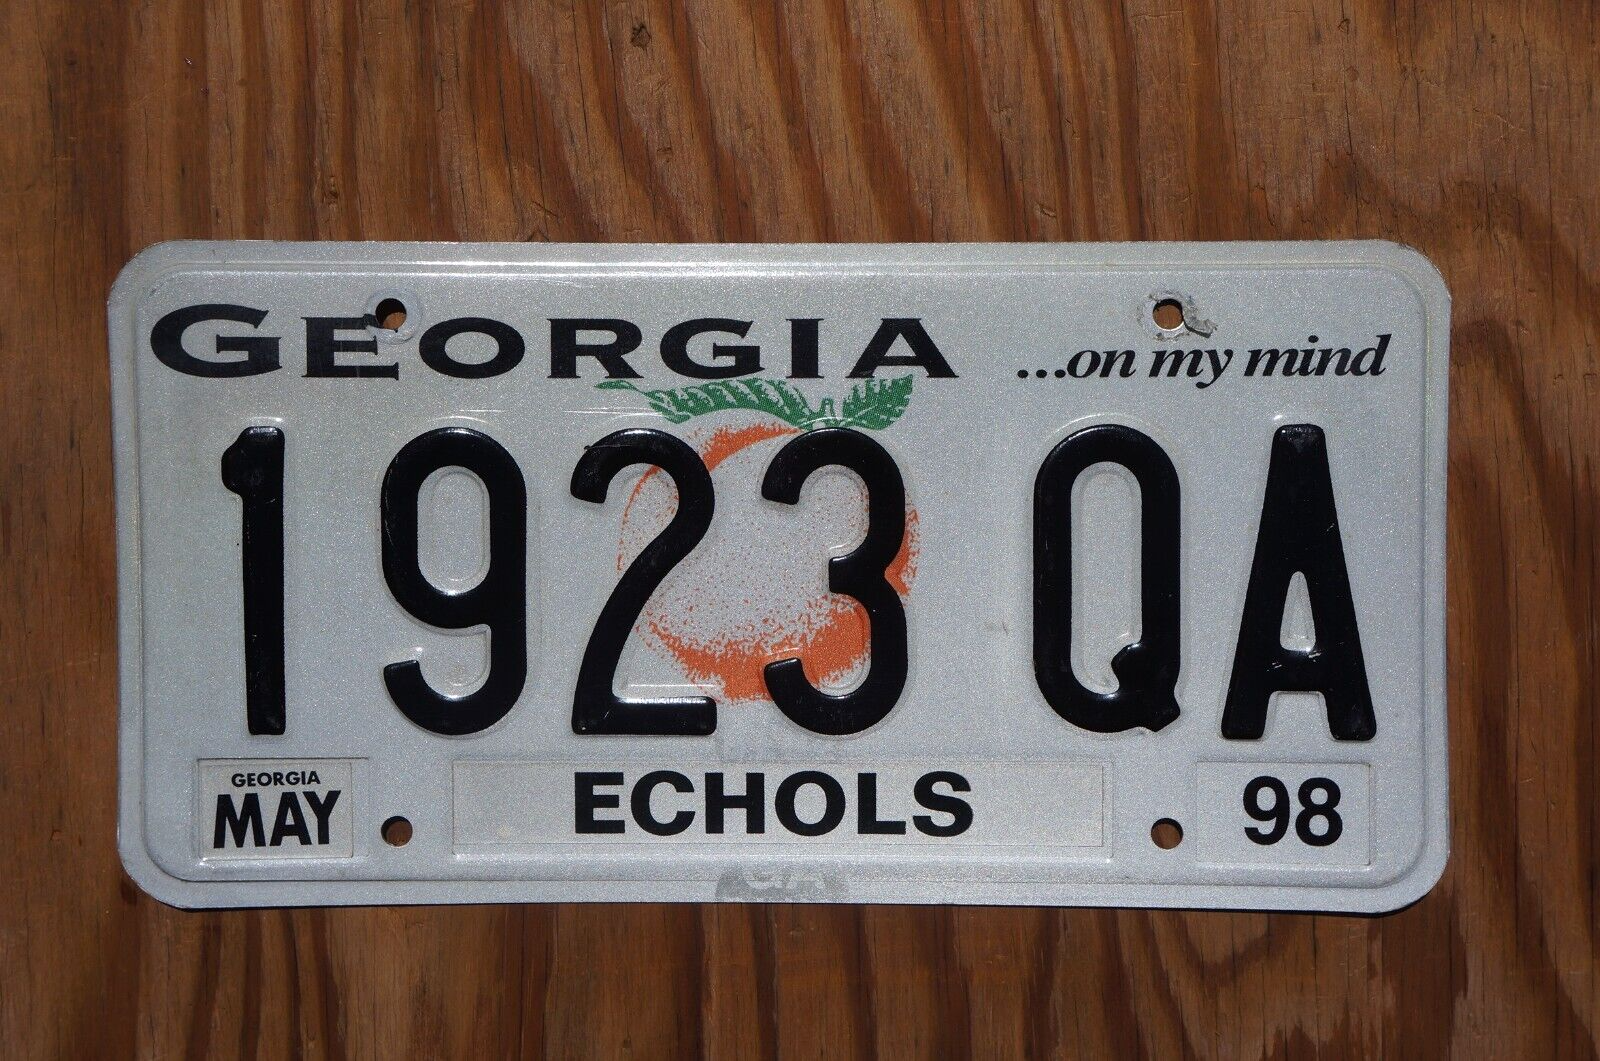 GEORGIA ...on my mind
1923 QA
GEORGIA
MAY
ECHOLS
98